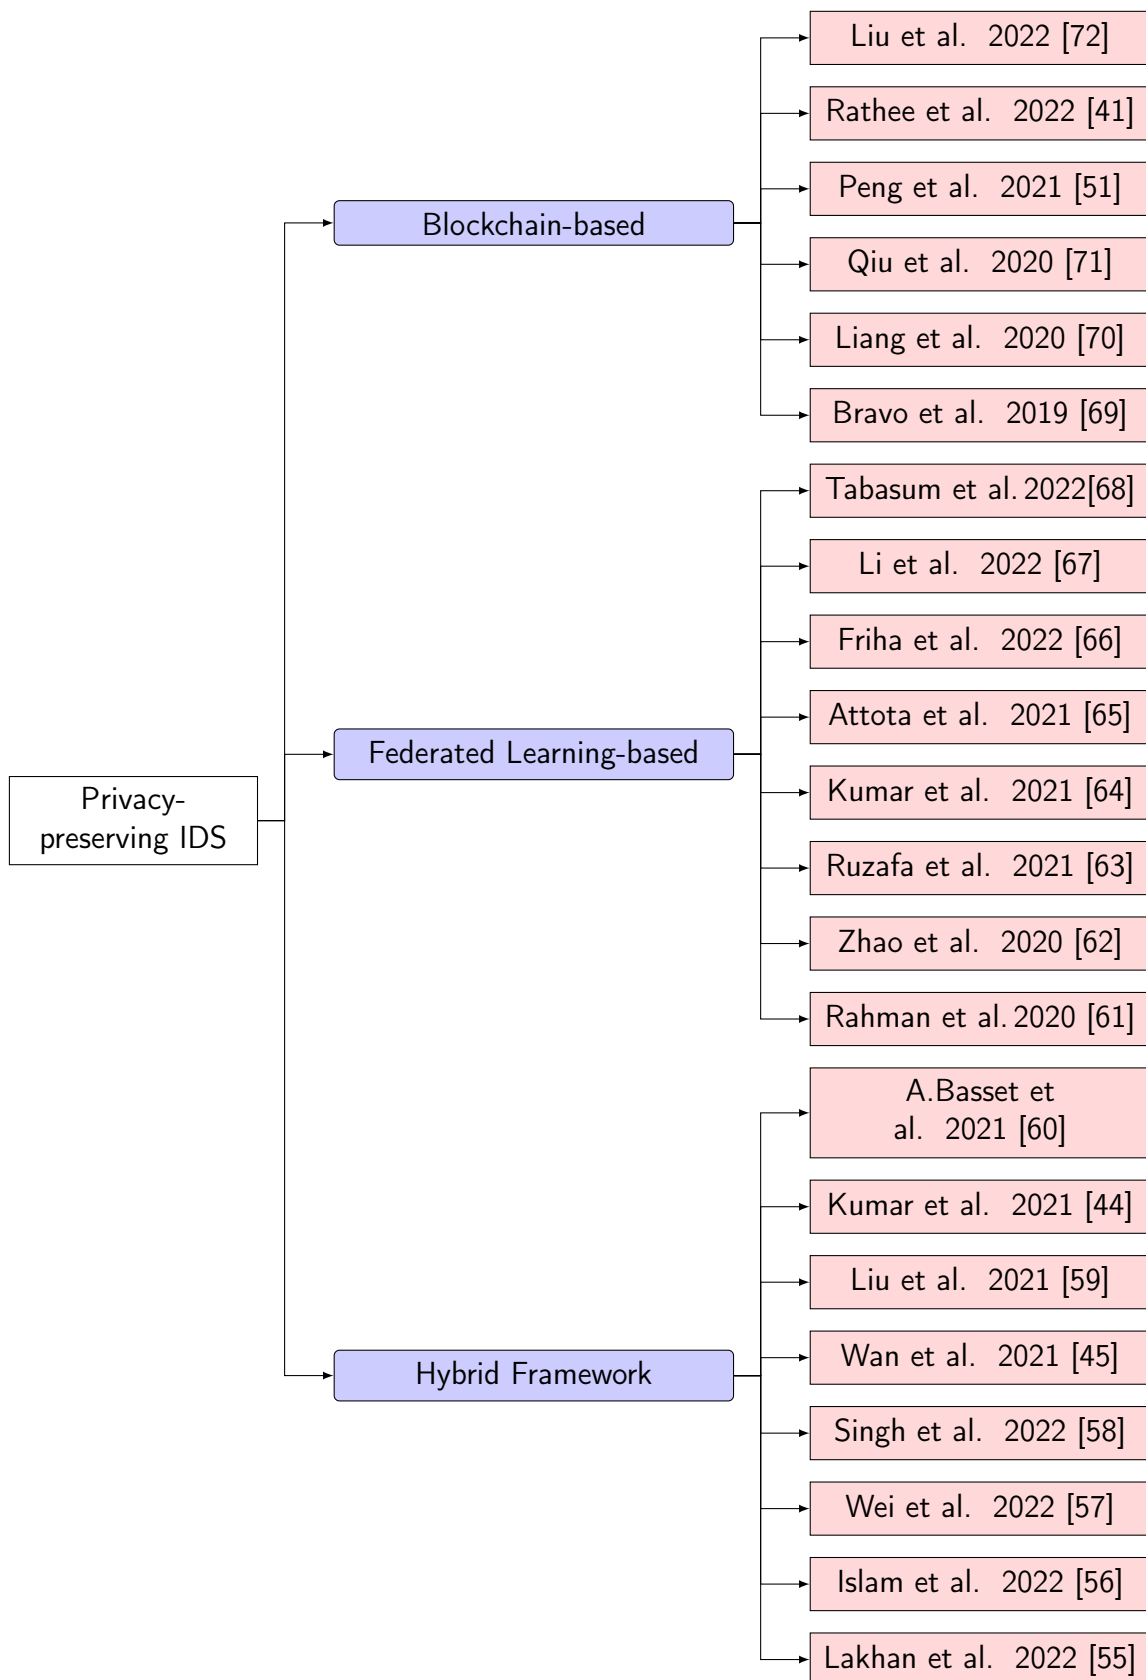 Privacy-
preserving IDS
Blockchain-based
Liu et al. 2022 [72]
Rathee et al. 2022 [41]
Peng et al. 2021 [51]
Qiu et al. 2020 [71]
Liang et al. 2020 [70]
Bravo et al. 2019 [69]
Federated Learning-based
Tabasum et al. 2022[68]
Li et al. 2022 [67]
Friha et al. 2022 [66]
Attota et al. 2021 [65]
Kumar et al. 2021 [64]
Ruzafa et al. 2021 [63]
Zhao et al. 2020 [62]
Rahman et al. 2020 [61]
Hybrid Framework
A.Basset et
al. 2021 [60]
Kumar et al. 2021 [44]
Liu et al. 2021 [59]
Wan et al. 2021 [45]
Singh et al. 2022 [58]
Wei et al. 2022 [57]
Islam et al. 2022 [56]
Lakhan et al. 2022 [55]